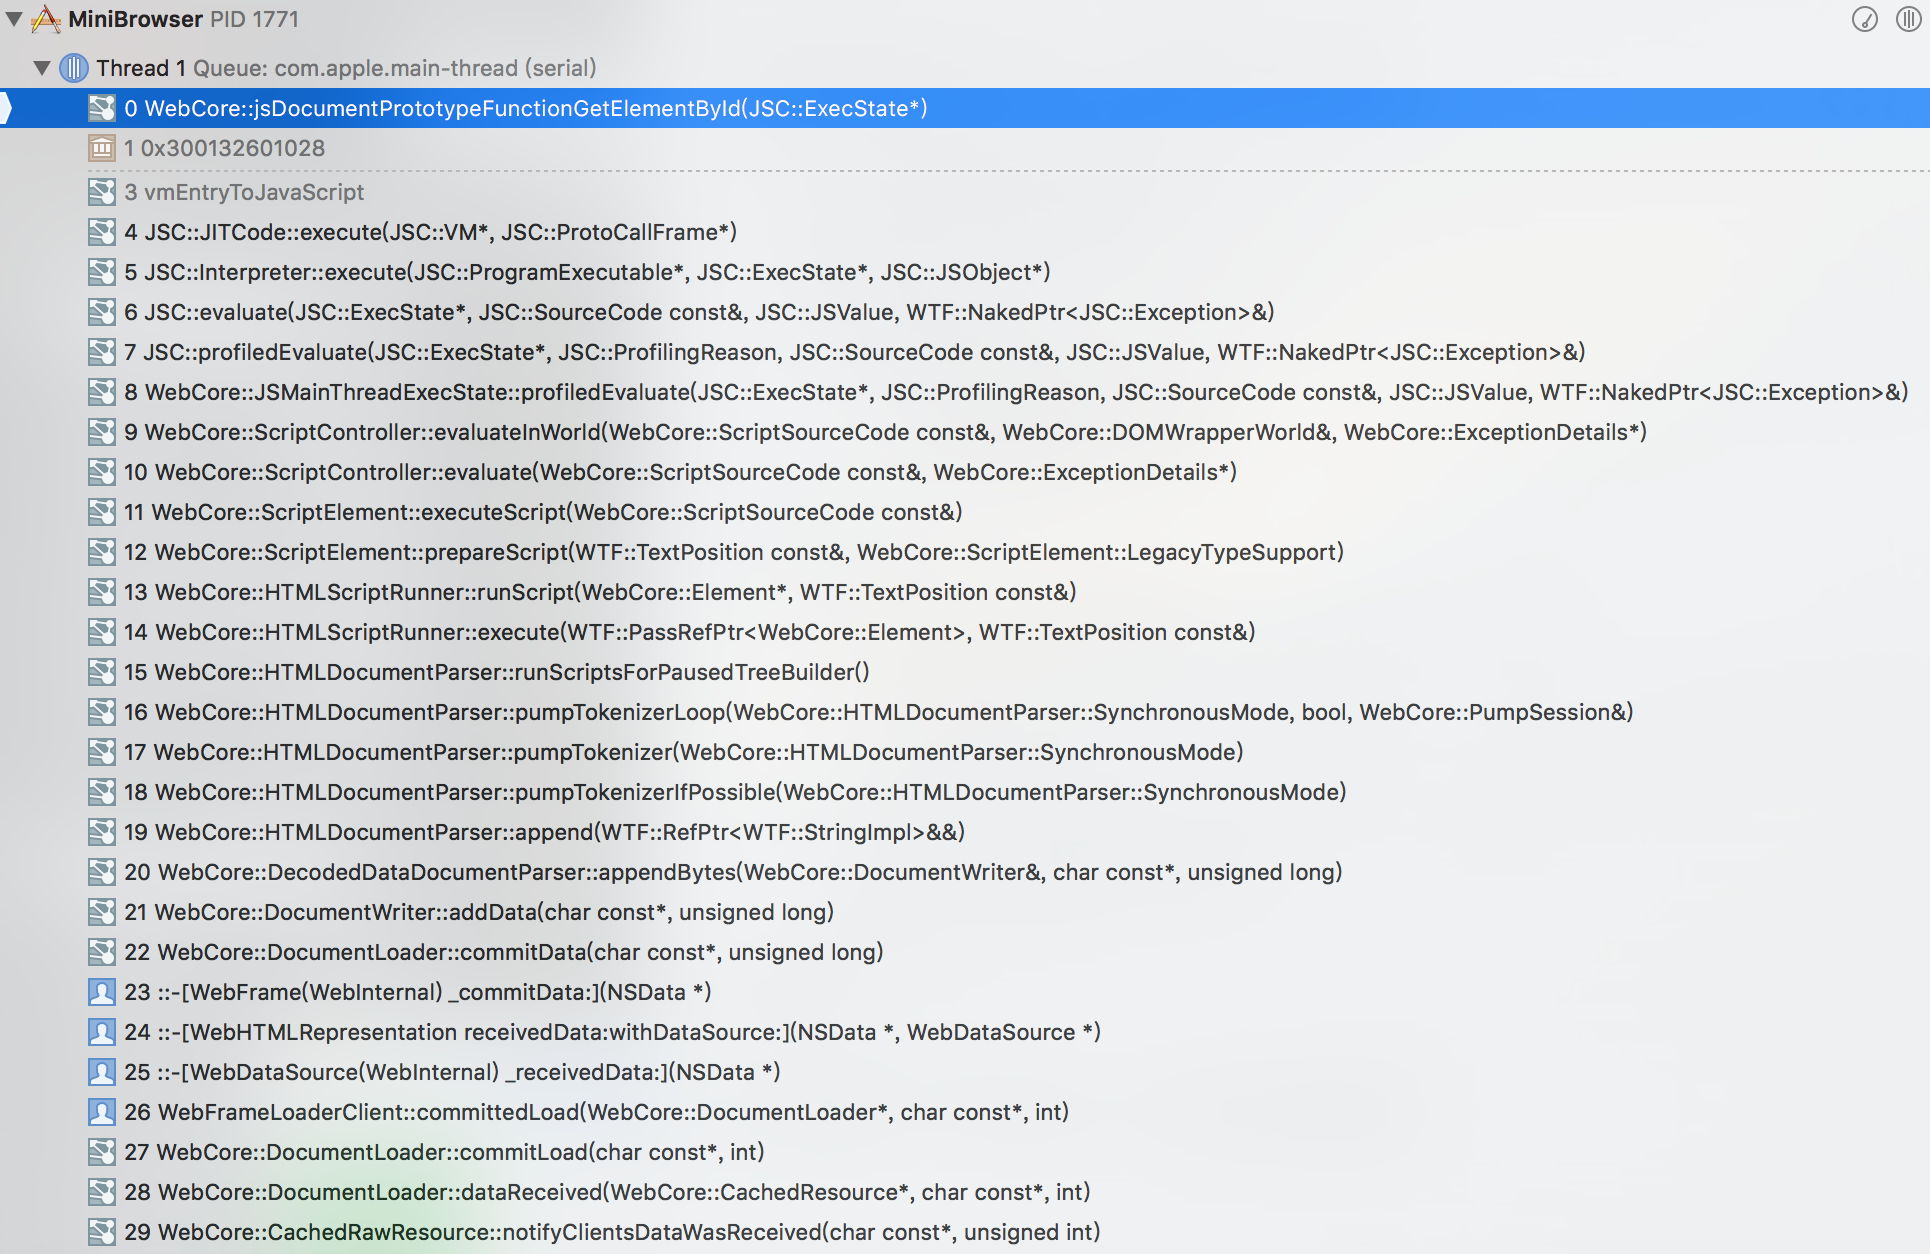 MiniBrowser PID 1771
Thread 1 Queue: com.apple.main-thread (serial)
0 WebCore::jsDocumentPrototypeFunctionGetElementById(JSC::ExecState*)
1 0x300132601028
3 vmEntryToJavaScript
4 JSC::JITCode::execute(JSC::VM*, JSC::ProtoCallFrame*)
5 JSC::Interpreter::execute(JSC::ProgramExecutable*, JSC::ExecState*, JSC::JSObject*)
6 JSC::evaluate(JSC::ExecState*, JSC::SourceCode const&, JSC::JSValue, WTF::NakedPtr<JSC::Exception>&)
7 JSC::profiledEvaluate(JSC::ExecState*, JSC::ProfilingReason, JSC::SourceCode const&, JSC::JSValue, WTF::NakedPtr<JSC::Exception>&)
8 WebCore::JSMainThreadExecState::profiledEvaluate(JSC::ExecState*, JSC::ProfilingReason, JSC::SourceCode const&, JSC::JSValue, WTF::NakedPtr<JSC::Exception>&)
9 WebCore::ScriptController::evaluateInWorld(WebCore::ScriptSourceCode const&, WebCore::DOMWrapperWorld&, WebCore::ExceptionDetails*)
10 WebCore::ScriptController::evaluate(WebCore::ScriptSourceCode const&, WebCore::ExceptionDetails*)
11 WebCore::ScriptElement::executeScript(WebCore::ScriptSourceCode const&)
12 WebCore::ScriptElement::prepareScript(WTF::TextPosition const&, WebCore::ScriptElement::LegacyTypeSupport)
13 WebCore::HTMLScriptRunner::runScript(WebCore::Element*, WTF::TextPosition const&)
14 WebCore::HTMLScriptRunner::execute(WTF::PassRefPtr<WebCore::Element>, WTF::TextPosition const&)
15 WebCore::HTMLDocumentParser::runScriptsForPausedTreeBuilder()
16 WebCore::HTMLDocumentParser::pumpTokenizerLoop(WebCore::HTMLDocumentParser::SynchronousMode, bool, WebCore::PumpSession&)
17 WebCore::HTMLDocumentParser::pumpTokenizer(WebCore::HTMLDocumentParser::SynchronousMode)
18 WebCore::HTMLDocumentParser::pumpTokenizerIfPossible(WebCore::HTMLDocumentParser::SynchronousMode)
19 WebCore::HTMLDocumentParser::append(WTF::RefPtr<WTF::StringImpl>&&)
20 WebCore::DecodedDataDocumentParser::appendBytes(WebCore::DocumentWriter&, char const*, unsigned long)
21 WebCore::DocumentWriter::addData(char const*, unsigned long)
22 WebCore::DocumentLoader::commitData(char const*, unsigned long)
23 ::-[WebFrame(WebInternal) _commitData:](NSData *)
24 ::-[WebHTMLRepresentation receivedData:withDataSource:](NSData *, WebDataSource *)
25 ::-[WebDataSource(WebInternal) _receivedData:](NSData *)
26 WebFrameLoaderClient::committedLoad(WebCore::DocumentLoader*, char const*, int)
27 WebCore::DocumentLoader::commitLoad(char const*, int)
28 WebCore::DocumentLoader::dataReceived(WebCore::CachedResource*, char const*, int)
29 WebCore::CachedRawResource::notifyClientsDataWasReceived(char const*, unsigned int)